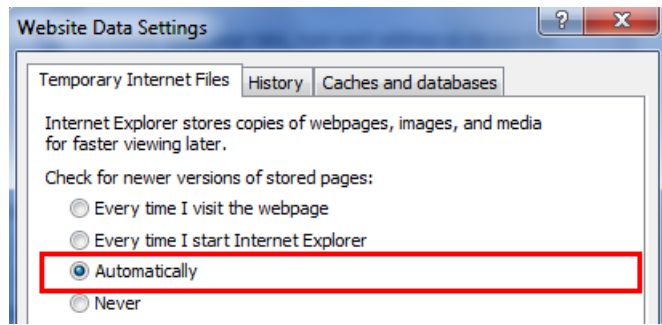 Website Data Settings
Temporary Internet Files History Caches and databases
Internet Explorer stores copies of webpages, images, and media
for faster viewing later.
Check for newer versions of stored pages:
Every time I visit the webpage
Every time I start Internet Explorer
Automatically
Never